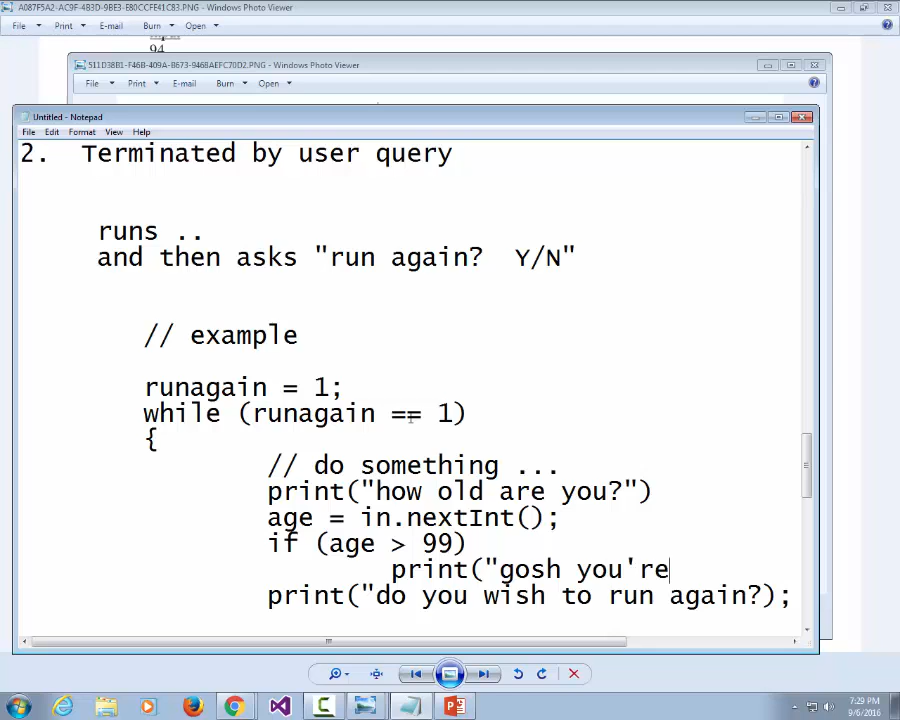 A087F5A2-AC9F-4B3D-9BE3-E80CCFE41C83.PNG - Windows Photo Viewer
File Print E-mail Burn Open
94
511D38B1-F46B-409A-B673-9468AEFC70D2.PNG - Windows Photo Viewer
File Print E-mail Burn Open
Untitled - Notepad
File Edit Format View Help
2. Terminated by user query
runs ..
and then asks "run again? Y/N"
// example
runagain = 1;
while (runagain == 1)
{
// do something ...
print("how old are you?")
age = in.nextInt();
if (age > 99)
print("gosh you're
print("do you wish to run again?);
7:29 PM
9/6/2016